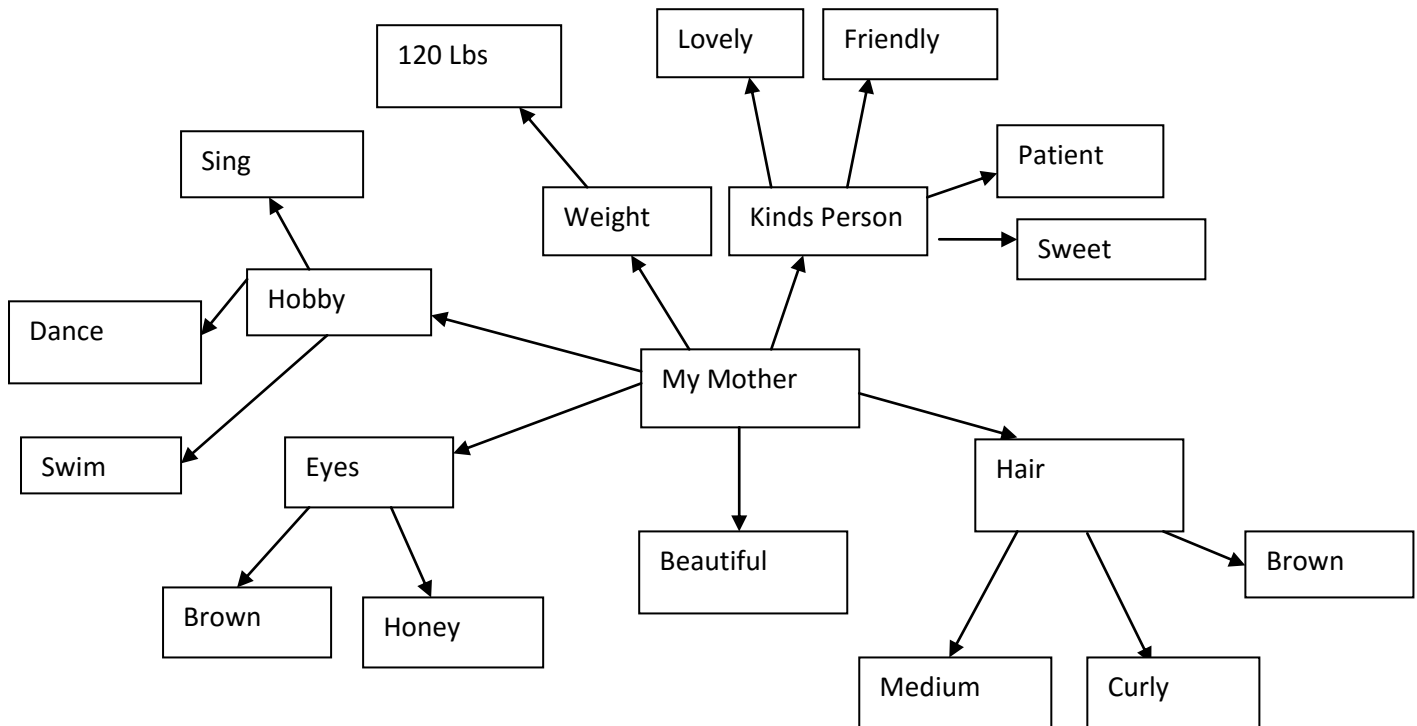 Lovely
Friendly
120 Lbs
Patient
Sing
Weight
Kinds Person
Sweet
Hobby
Dance
My Mother
Swim
Eyes
Hair
Beautiful
Brown
Brown
Honey
Medium
Curly